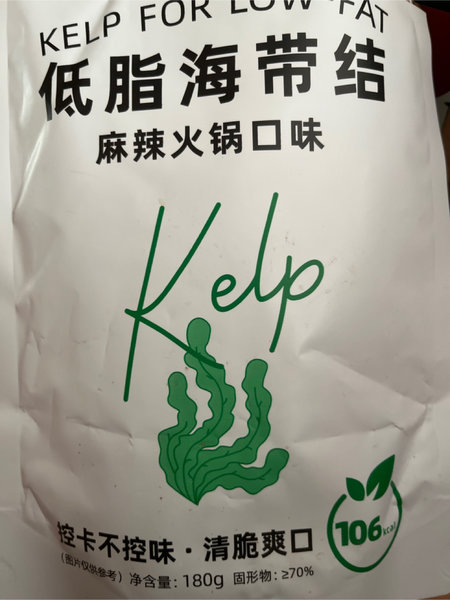 KELP FOR LOW-FAT
低脂海带结
麻辣火锅口味
Kelp
106 kcal
控卡不控味·清脆爽口
(图片仅供参考) 净含量: 180g 固形物: ≥70%